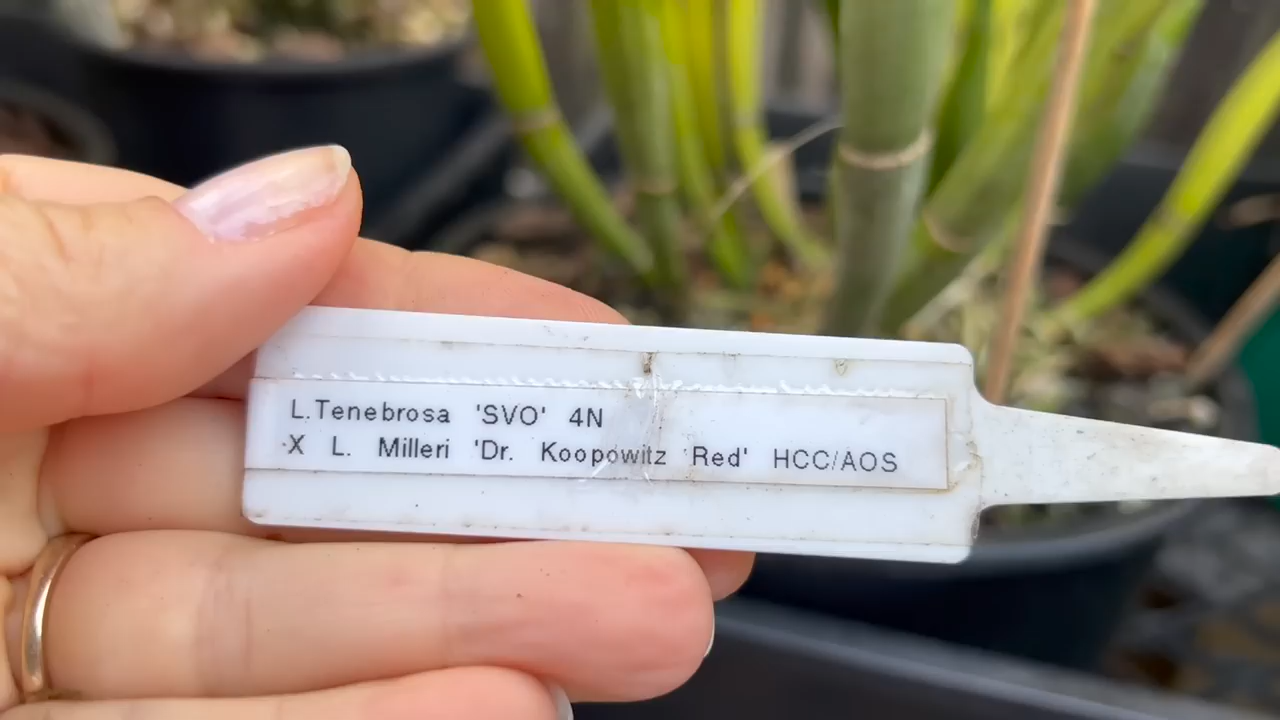 L.Tenebrosa 'SVO' 4N
X L. Milleri 'Dr. Koopowitz Red' HCC/AOS